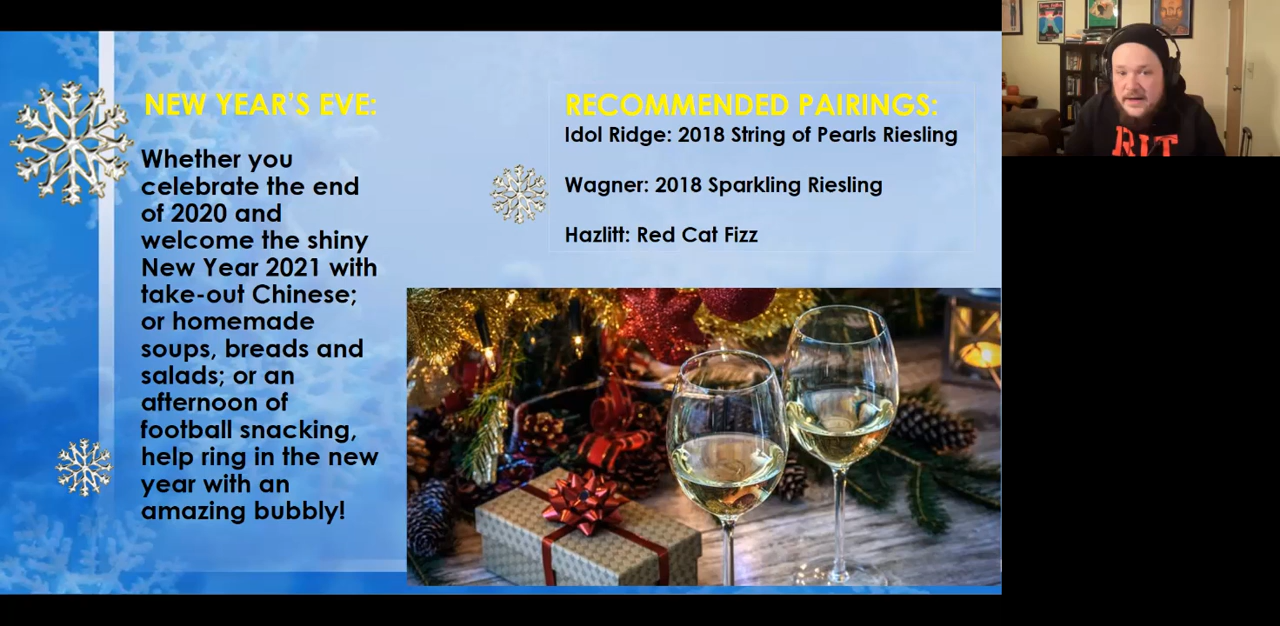 NEW YEAR'S EVE:
Whether you
celebrate the end
of 2020 and
welcome the shiny
New Year 2021 with
take-out Chinese;
or homemade
soups, breads and
salads; or an
afternoon of
football snacking,
help ring in the new
year with an
amazing bubbly!
RECOMMENDED PAIRINGS:
Idol Ridge: 2018 String of Pearls Riesling
Wagner: 2018 Sparkling Riesling
Hazlitt: Red Cat Fizz
RIT